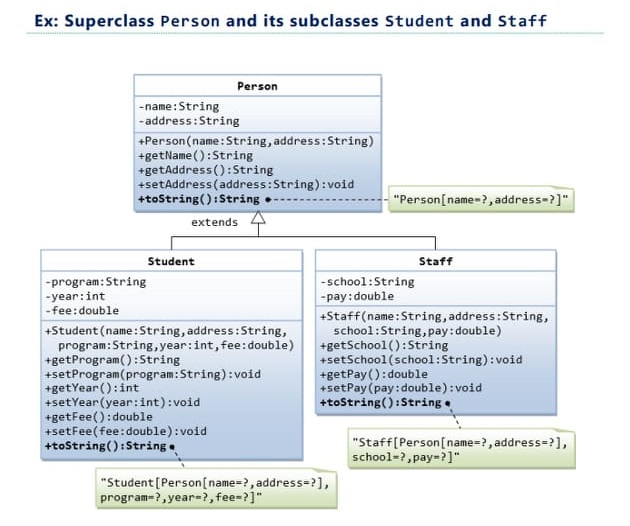 Ex: Superclass Person and its subclasses Student and Staff
Person
-name:String
-address:String
+Person(name:String,address:String)
+getName():String
+getAddress():String
+setAddress(address:String):void
+toString():String
"Person[name=?,address=?]"
extends
Student
-program:String
-year:int
-fee:double
+Student(name:String,address:String,
program:String,year:int,fee:double)
+getProgram():String
+setProgram(program:String):void
+getYear():int
+setYear(year:int):void
+getFee():double
+setFee(fee:double):void
+toString():String
"Student[Person[name=?,address=?],
program=?,year=?,fee=?]"
Staff
-school:String
-pay:double
+Staff(name:String,address:String,
school:String,pay:double)
+getSchool():String
+setSchool(school:String):void
+getPay():double
+setPay(pay:double):void
+toString():String
"Staff[Person[name=?,address=?],
school=?,pay=?]"